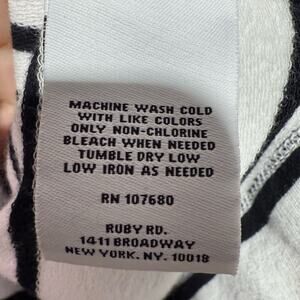 MACHINE WASH COLD
WITH LIKE COLORS
ONLY NON-CHLORINE
BLEACH WHEN NEEDED
TUMBLE DRY LOW
LOW IRON AS NEEDED
RN 107680
RUBY RD.
1411 BROADWAY
NEW YORK. NY. 10018